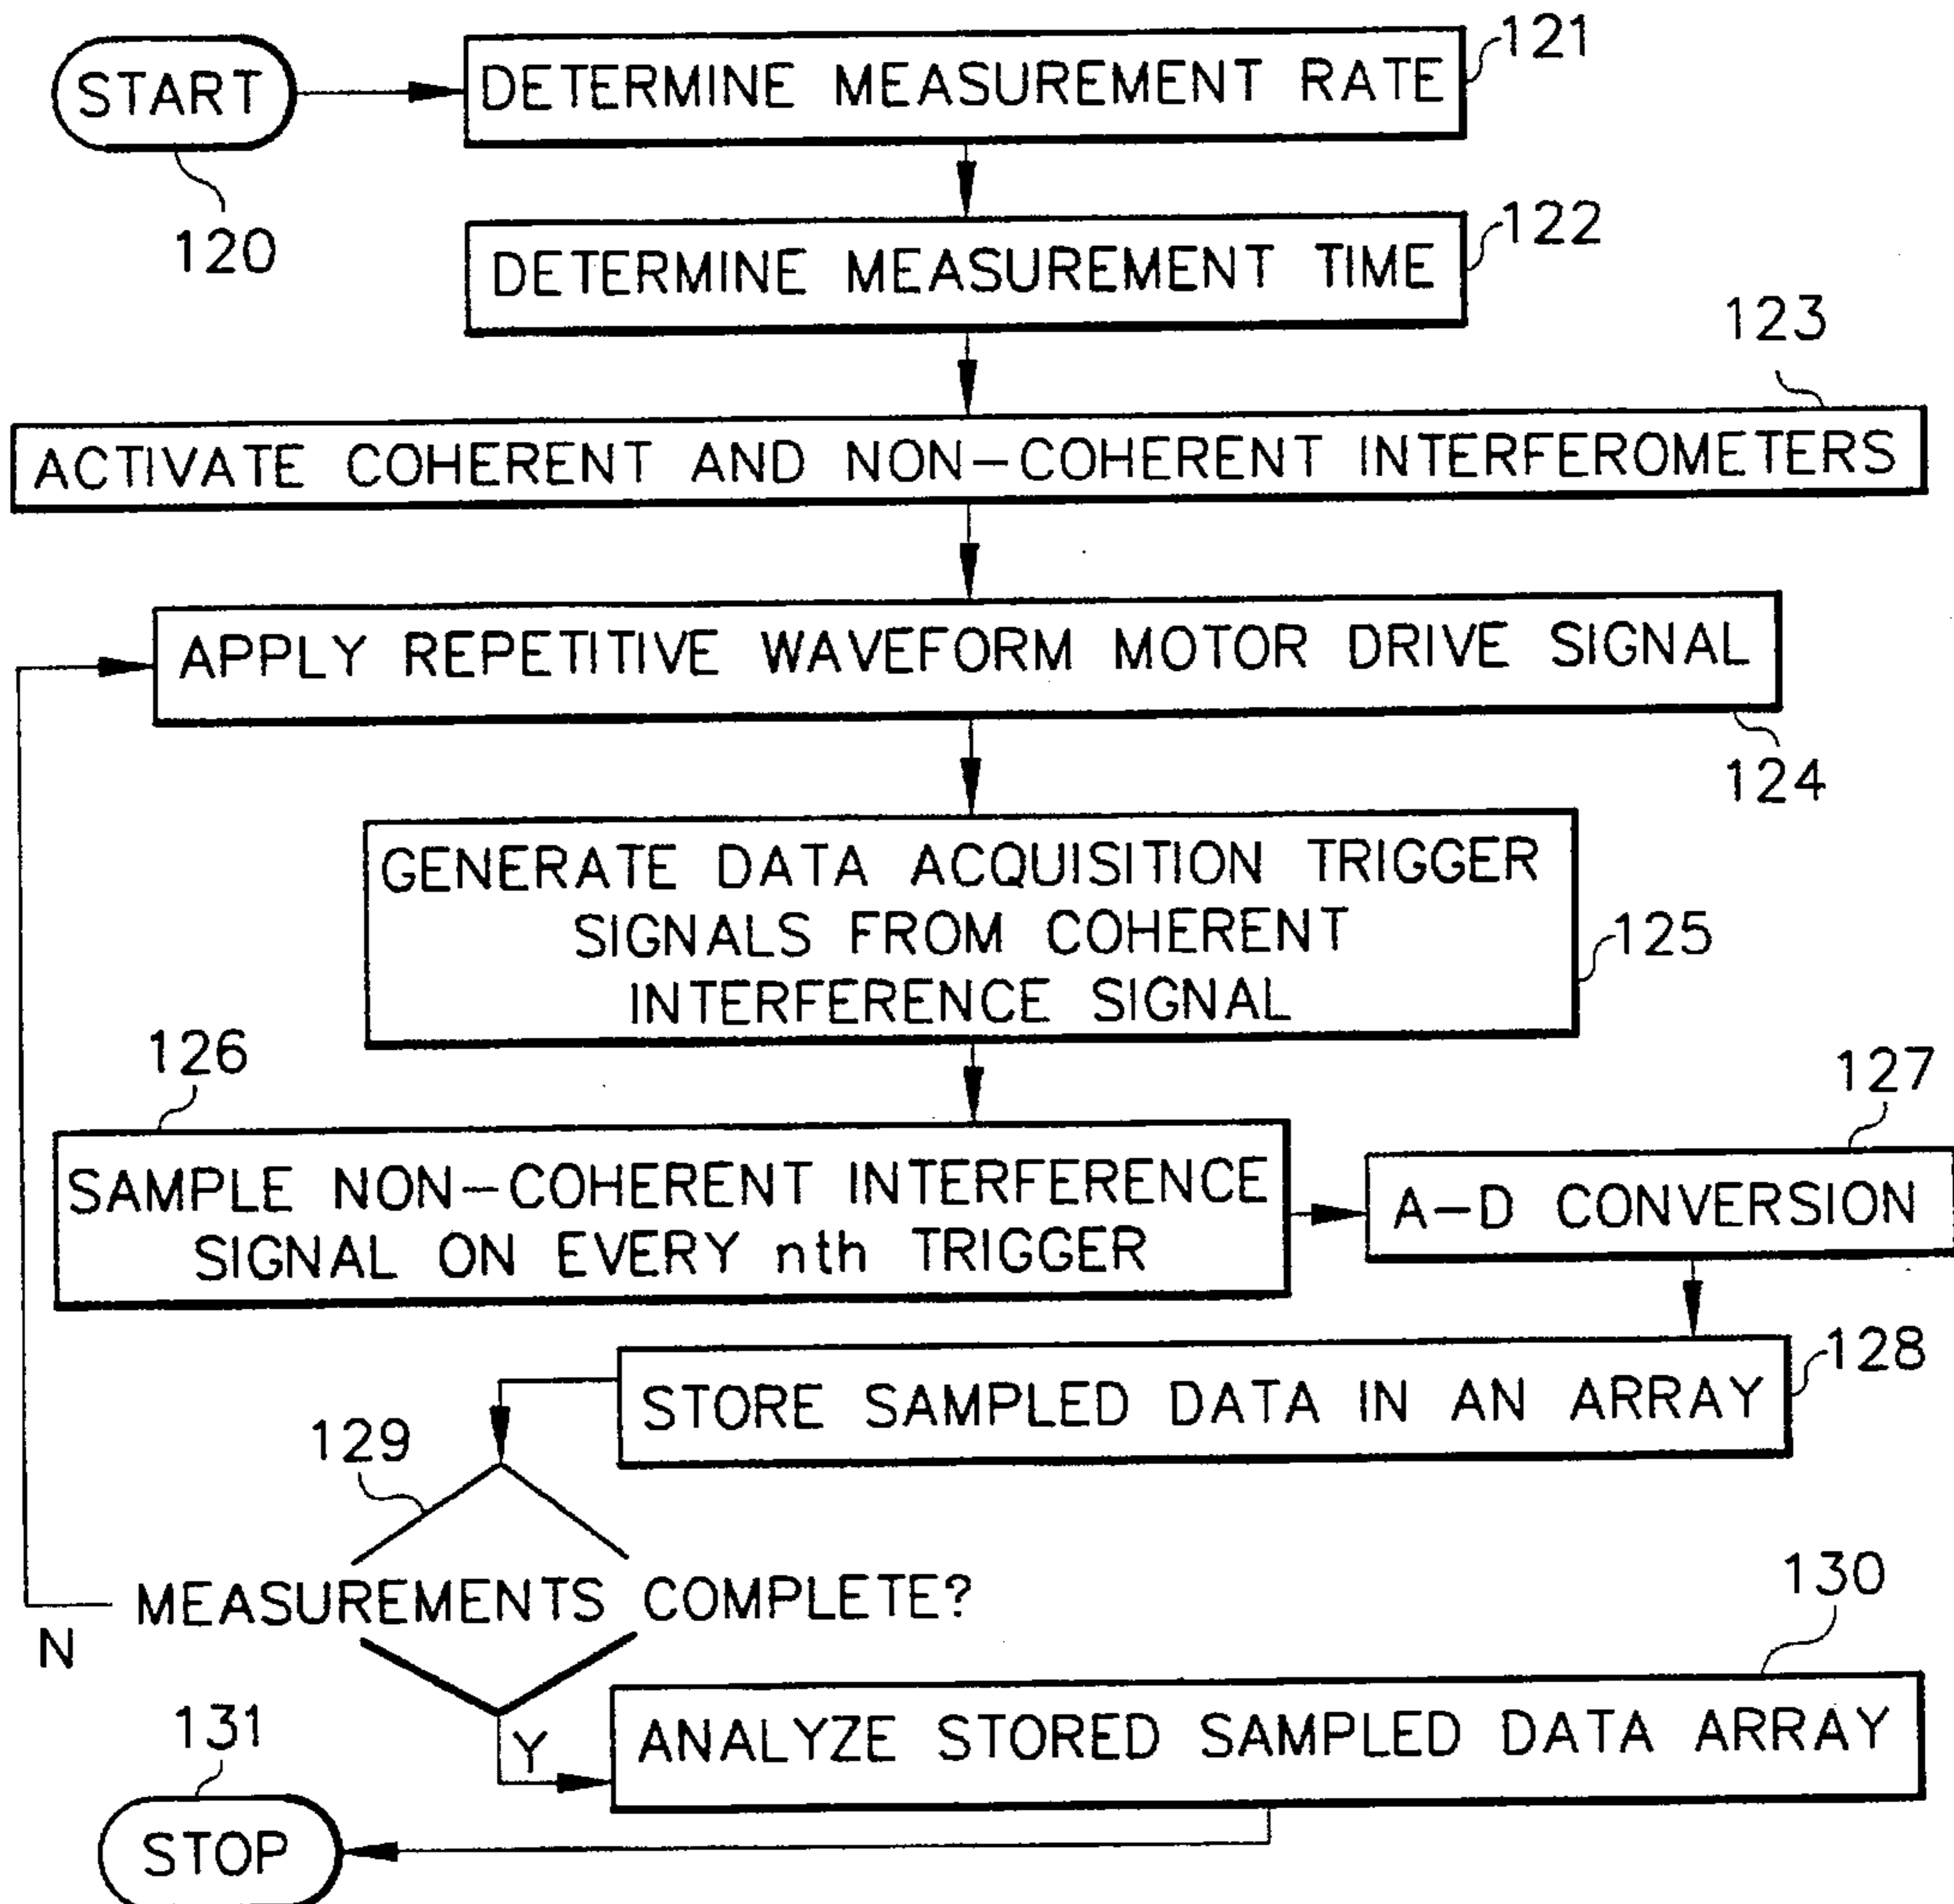 START
DETERMINE MEASUREMENT RATE
121
120
DETERMINE MEASUREMENT TIME
122
123
ACTIVATE COHERENT AND NON-COHERENT INTERFEROMETERS
APPLY REPETITIVE WAVEFORM MOTOR DRIVE SIGNAL
124
GENERATE DATA ACQUISITION TRIGGER
SIGNALS FROM COHERENT
INTERFERENCE SIGNAL
125
126
SAMPLE NON-COHERENT INTERFERENCE
SIGNAL ON EVERY nth TRIGGER
127
A-D CONVERSION
128
STORE SAMPLED DATA IN AN ARRAY
129
MEASUREMENTS COMPLETE?
N
Y
130
ANALYZE STORED SAMPLED DATA ARRAY
131
STOP